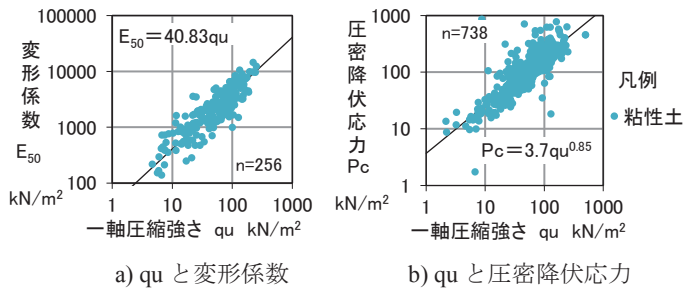 100000
10000
1000
100
変形係数
E₅₀
kN/m²
E₅₀＝40.83qu
n=256
1 10 100 1000
一軸圧縮強さ qu kN/m²
a) qu と変形係数
1000
100
10
1
圧密降伏応力
Pc
kN/m²
n=738
Pc＝3.7qu⁰·⁸⁵
1 10 100 1000
一軸圧縮強さ qu kN/m²
b) qu と圧密降伏応力
凡例
粘性土